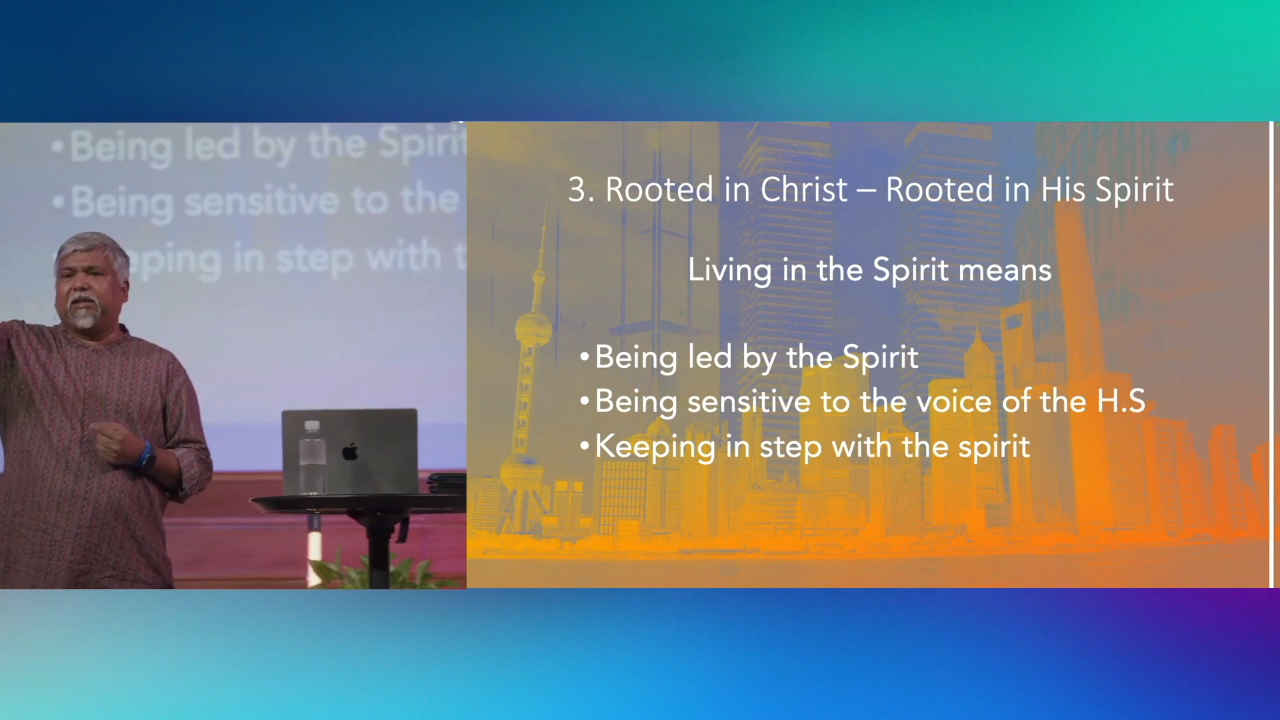 • Being led by the Spirit
• Being sensitive to the
ping in step with t
3. Rooted in Christ – Rooted in His Spirit
Living in the Spirit means
• Being led by the Spirit
• Being sensitive to the voice of the H.S
• Keeping in step with the spirit